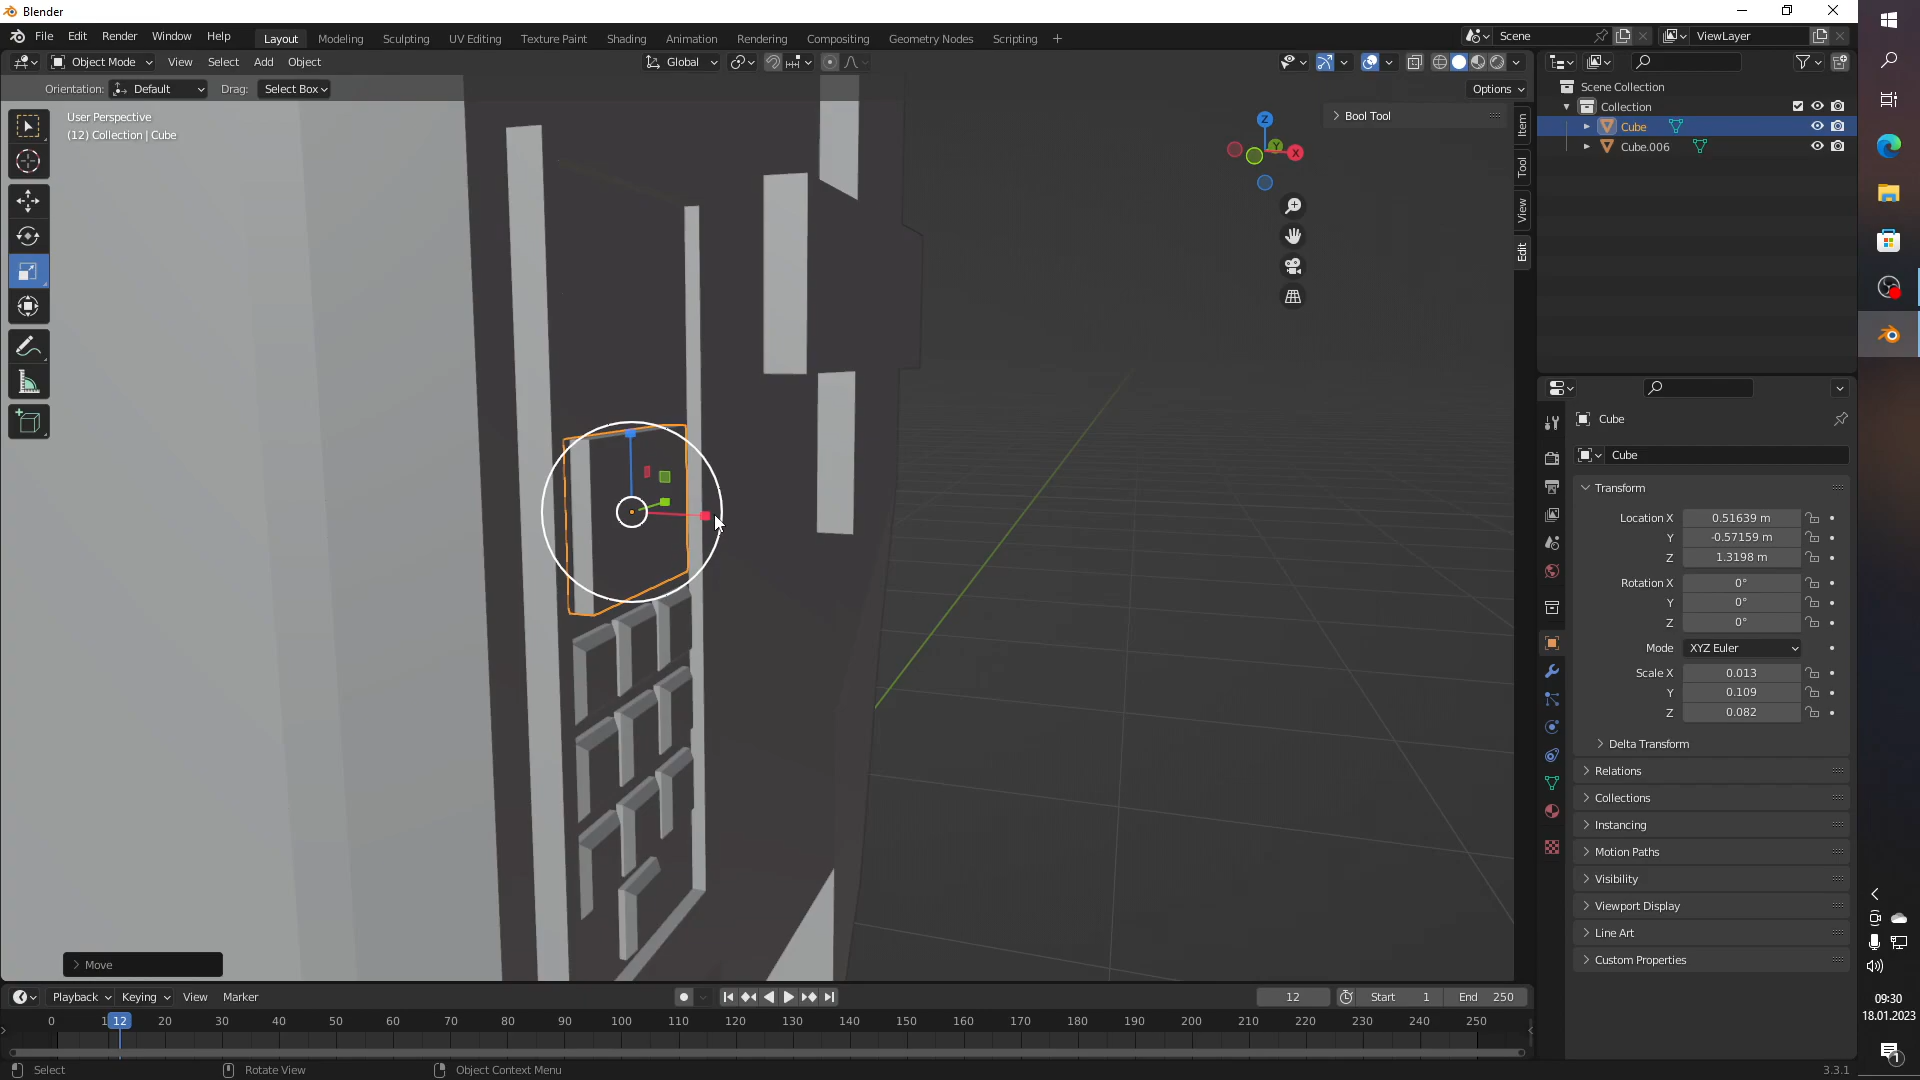 Blender
File Edit Render Window Help Layout Modeling Sculpting UV Editing Texture Paint Shading Animation Rendering Compositing Geometry Nodes Scripting + Scene ViewLayer
Object Mode View Select Add Object Global
Orientation: Default Drag: Select Box Options
User Perspective
(12) Collection | Cube
Bool Tool
Item
Tool
View
Edit
Z
Y
X
Move
Scene Collection
Collection
Cube
Cube.006
Cube
Cube
Transform
Location X 0.51639 m
Y -0.57159 m
Z 1.3198 m
Rotation X 0°
Y 0°
Z 0°
Mode XYZ Euler
Scale X 0.013
Y 0.109
Z 0.082
Delta Transform
Relations
Collections
Instancing
Motion Paths
Visibility
Viewport Display
Line Art
Custom Properties
Playback Keying View Marker 12 Start 1 End 250
0 1 12 20 30 40 50 60 70 80 90 100 110 120 130 140 150 160 170 180 190 200 210 220 230 240 250
Select Rotate View Object Context Menu 3.3.1
09:30
18.01.2023
1